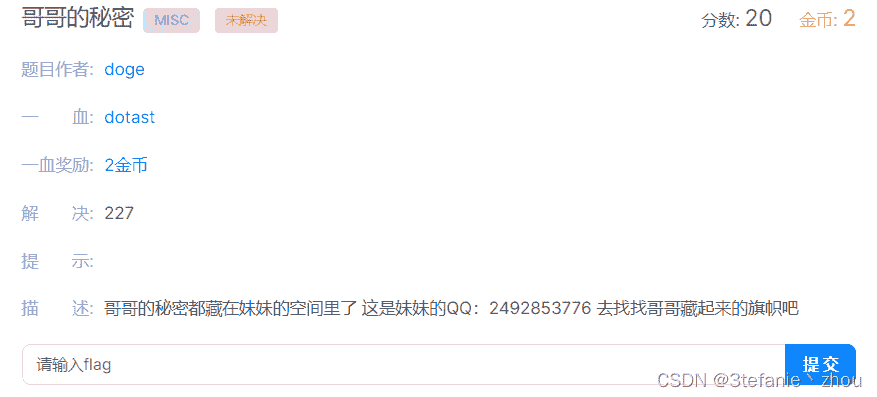 哥哥的秘密 MISC 未解决 分数: 20 金币: 2
题目作者: doge
一 血: dotast
一血奖励: 2金币
解 决: 227
提 示:
描 述: 哥哥的秘密都藏在妹妹的空间里了 这是妹妹的QQ：2492853776 去找找哥哥藏起来的旗帜吧
请输入flag 提交
CSDN @3tefanie丶zhou